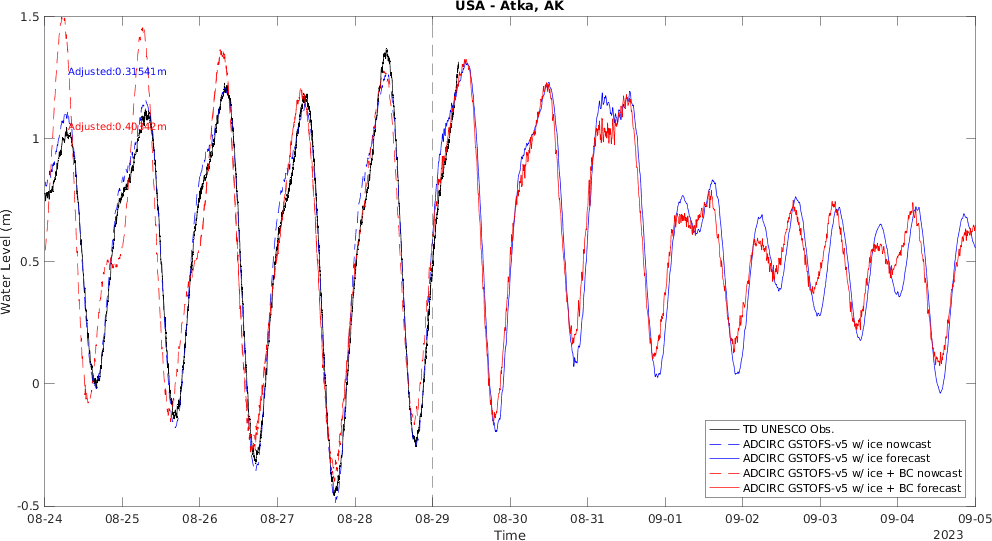 USA - Atka, AK
1.5
1
0.5
0
-0.5
Water Level (m)
Adjusted:0.31541m
Adjusted:0.40142m
TD UNESCO Obs.
ADCIRC GSTOFS-v5 w/ ice nowcast
ADCIRC GSTOFS-v5 w/ ice forecast
ADCIRC GSTOFS-v5 w/ ice + BC nowcast
ADCIRC GSTOFS-v5 w/ ice + BC forecast
08-24 08-25 08-26 08-27 08-28 08-29 08-30 08-31 09-01 09-02 09-03 09-04 09-05
Time
2023